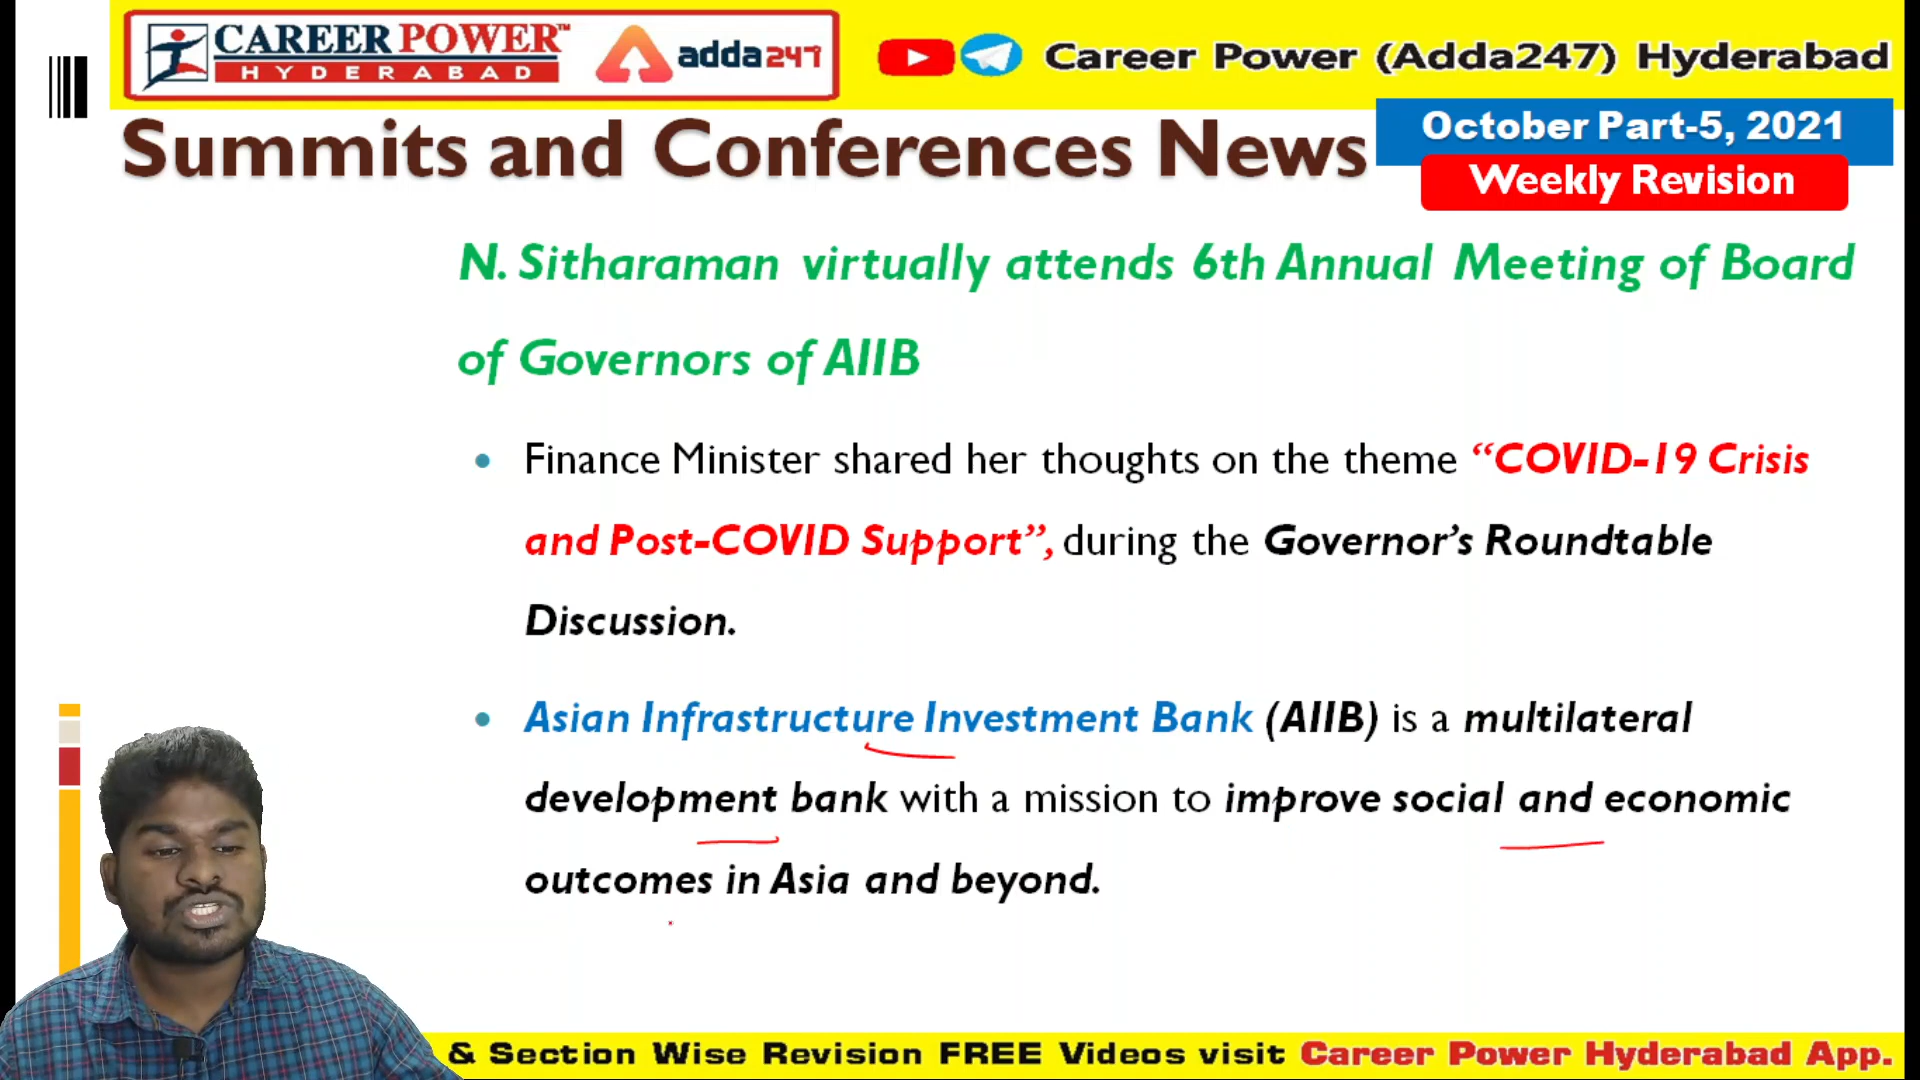 CAREER POWER™
HYDERABAD
adda247
Career Power (Adda247) Hyderabad
Summits and Conferences News
October Part-5, 2021
Weekly Revision
N. Sitharaman virtually attends 6th Annual Meeting of Board
of Governors of AIIB
• Finance Minister shared her thoughts on the theme “COVID-19 Crisis
and Post-COVID Support”, during the Governor’s Roundtable
Discussion.
• Asian Infrastructure Investment Bank (AIIB) is a multilateral
development bank with a mission to improve social and economic
outcomes in Asia and beyond.
& Section Wise Revision FREE Videos visit Career Power Hyderabad App.